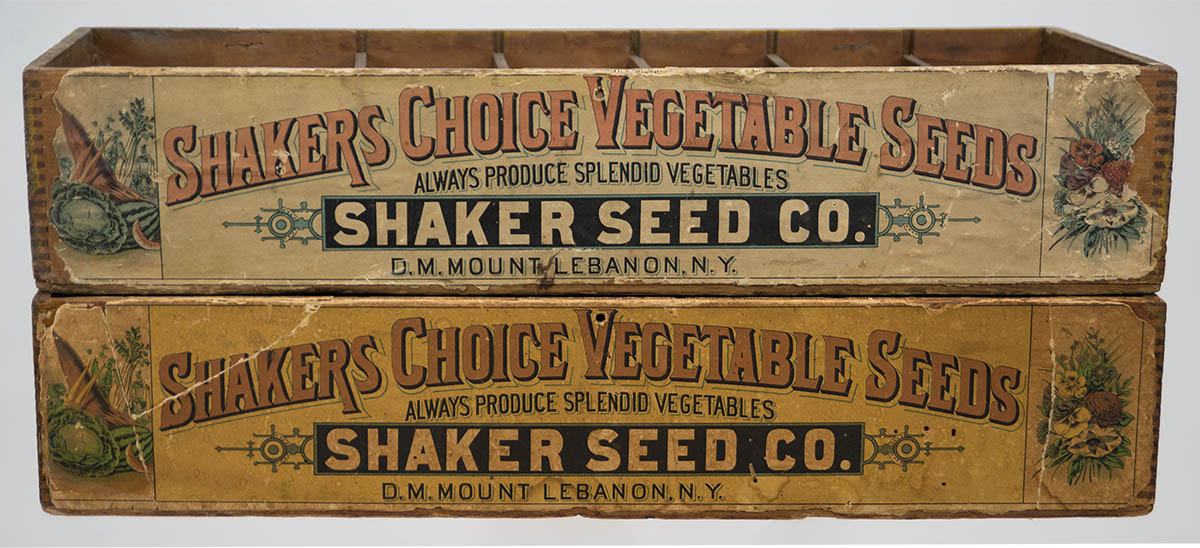 SHAKERS CHOICE VEGETABLE SEEDS
ALWAYS PRODUCE SPLENDID VEGETABLES
SHAKER SEED CO.
D.M. MOUNT LEBANON, N.Y.
SHAKERS CHOICE VEGETABLE SEEDS
ALWAYS PRODUCE SPLENDID VEGETABLES
SHAKER SEED CO.
D.M. MOUNT LEBANON, N.Y.